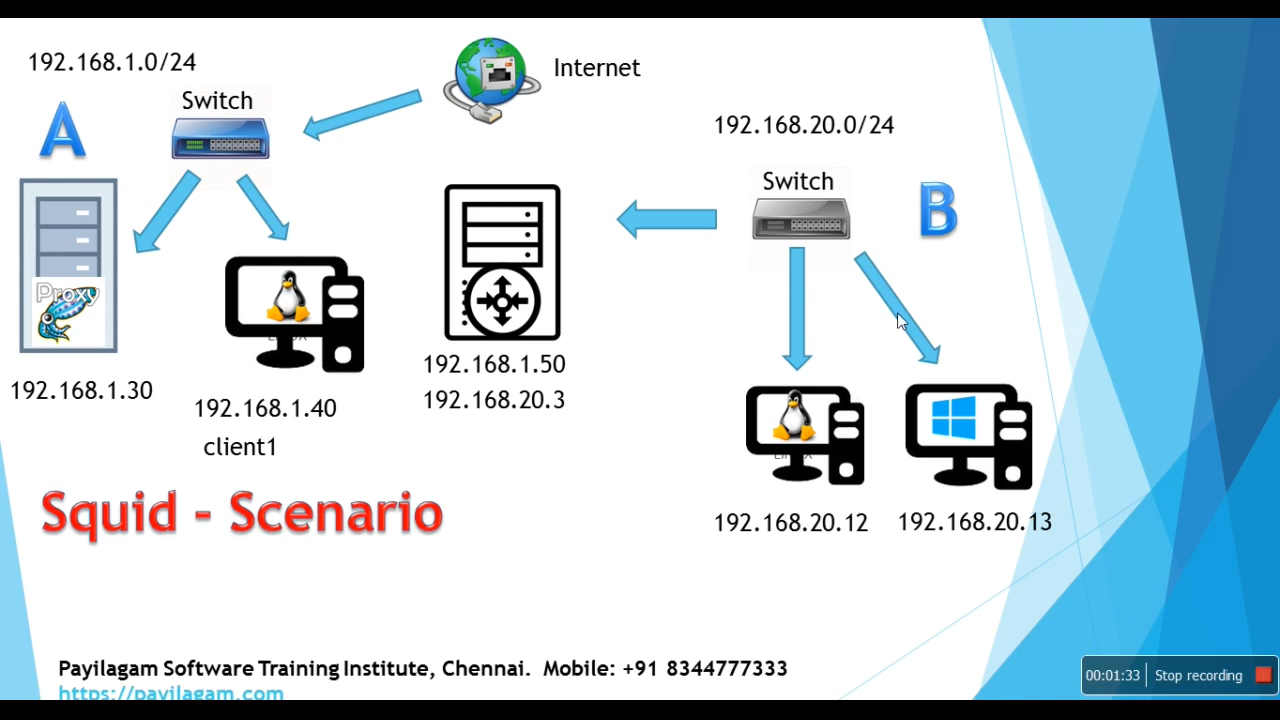 192.168.1.0/24
Internet
Switch
A
192.168.20.0/24
Switch
B
Proxy
192.168.1.30
192.168.1.40
client1
192.168.1.50
192.168.20.3
192.168.20.12
192.168.20.13
Squid - Scenario
Payilagam Software Training Institute, Chennai. Mobile: +91 8344777333
https://payilagam.com
00:01:33
Stop recording